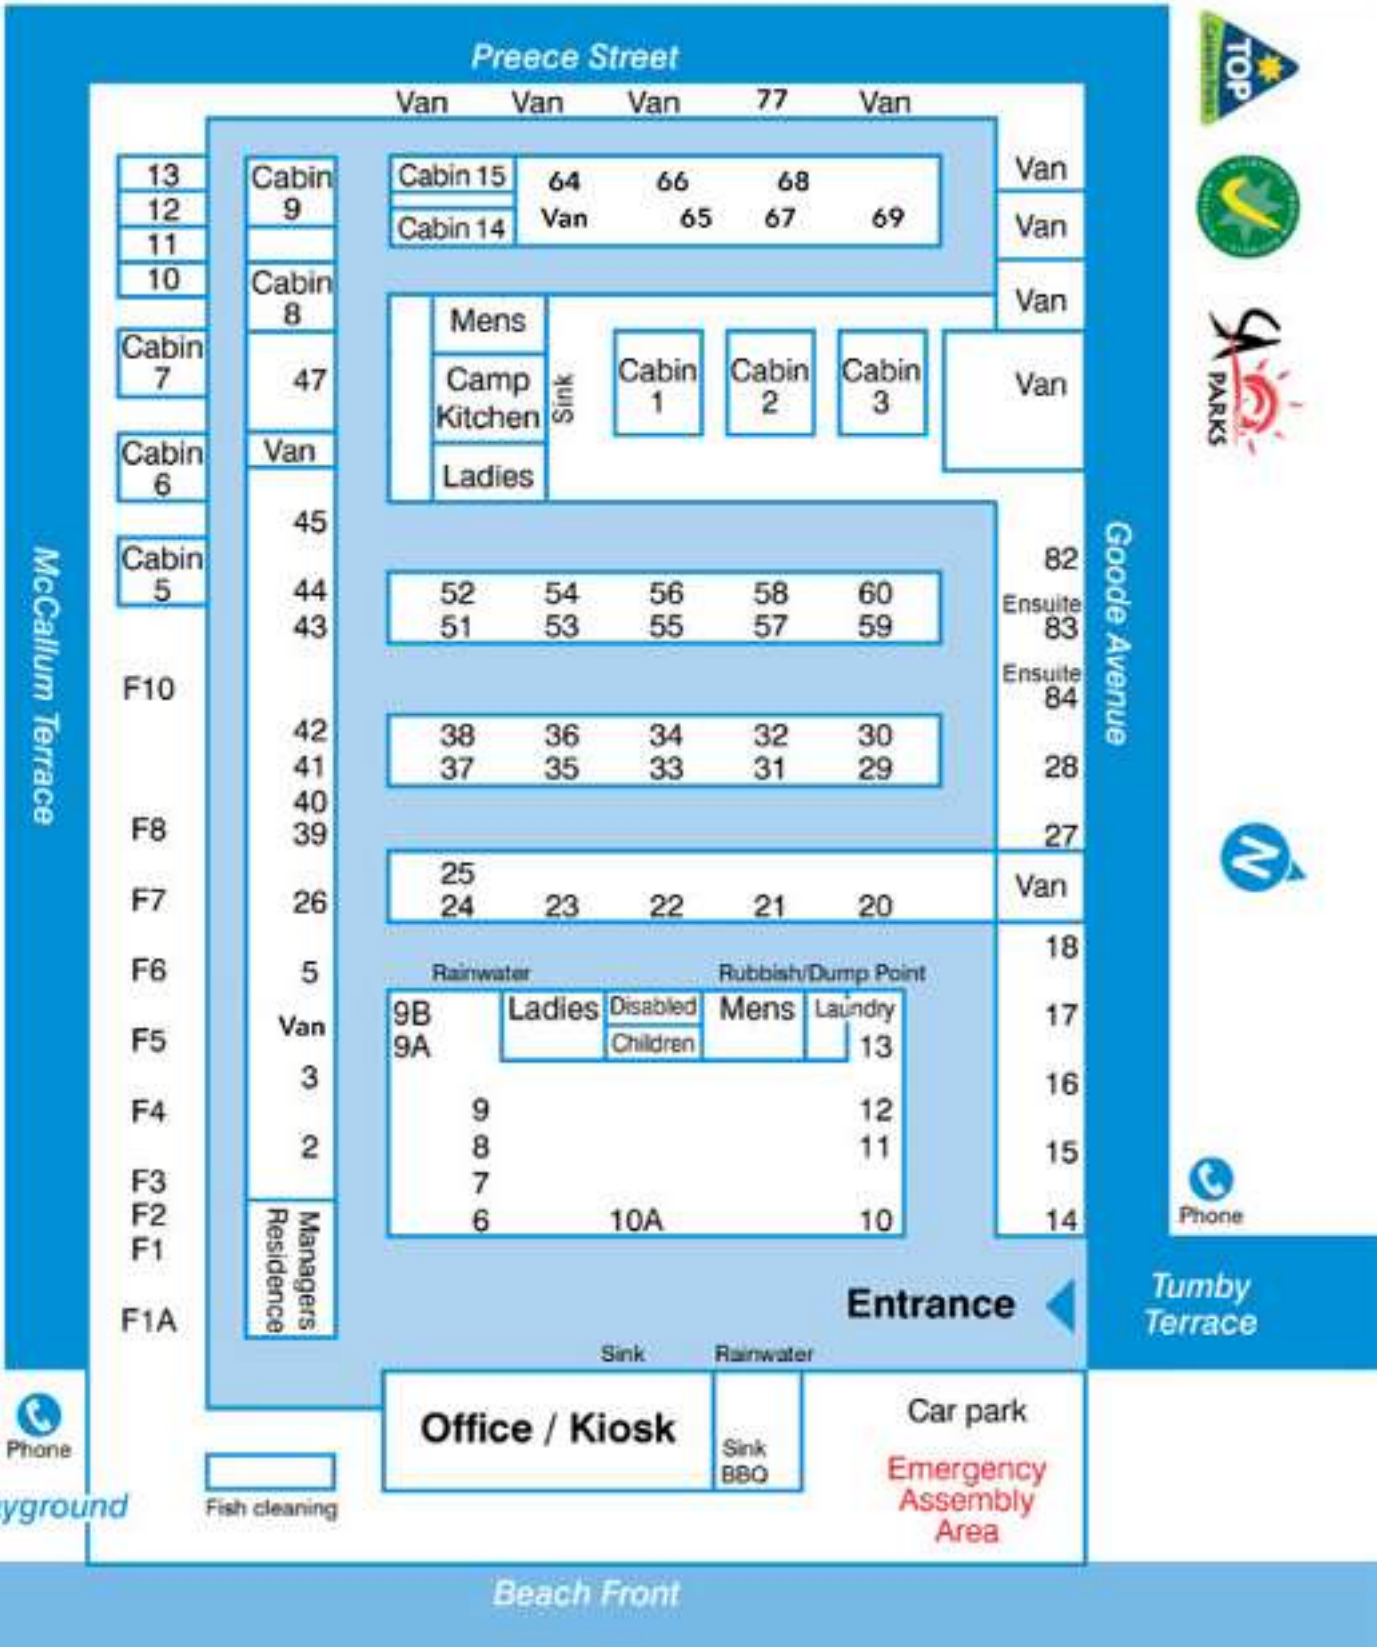 Preece Street
Van Van Van 77 Van
TOP
PARKS
McCallum Terrace
Goode Avenue
N
13
12
11
10
Cabin
7
Cabin
6
Cabin
5
F10
F8
F7
F6
F5
F4
F3
F2
F1
F1A
Cabin
9
Cabin
8
47
Van
45
44
43
42
41
40
39
26
5
Van
3
2
Managers
Residence
Cabin 15 64 66 68
Cabin 14 Van 65 67 69
Mens
Camp
Kitchen
Ladies
Sink
Cabin
1
Cabin
2
Cabin
3
52 54 56 58 60
51 53 55 57 59
38 36 34 32 30
37 35 33 31 29
25
24 23 22 21 20
Rainwater Rubbish/Dump Point
9B Ladies Disabled Mens Laundry
9A Children 13
9 12
8 11
7
6 10A 10
Van
Van
Van
Van
82
Ensuite
83
Ensuite
84
28
27
Van
18
17
16
15
14
Phone
Tumby
Terrace
Entrance
Sink Rainwater
Office / Kiosk
Sink
BBQ
Car park
Emergency
Assembly
Area
Phone
yground
Fish cleaning
Beach Front